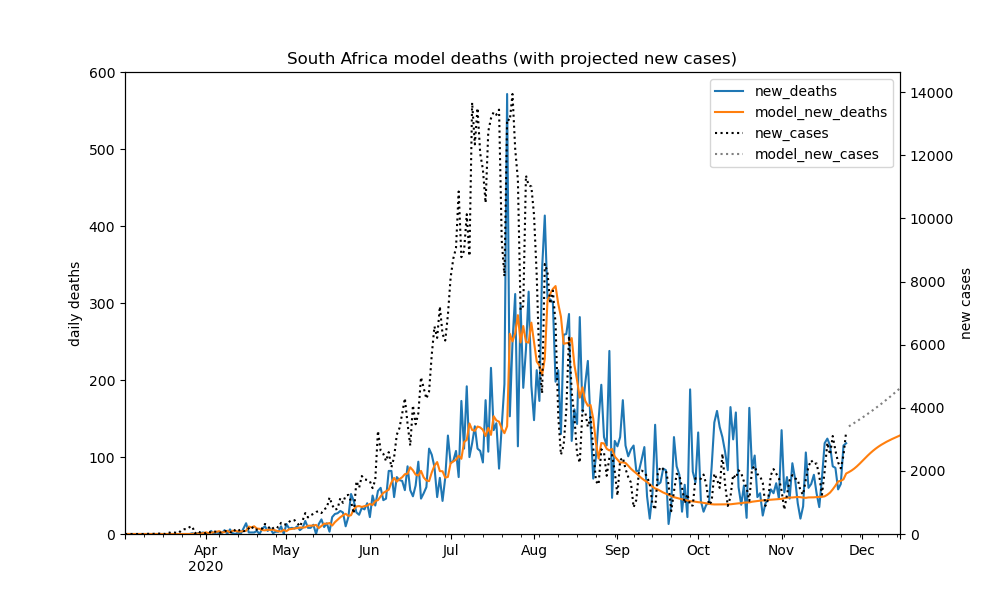 South Africa model deaths (with projected new cases)
new_deaths
model_new_deaths
new_cases
model_new_cases
daily deaths
600
500
400
300
200
100
0
14000
12000
10000
8000
6000
4000
2000
0
new cases
Apr
2020
May
Jun
Jul
Aug
Sep
Oct
Nov
Dec